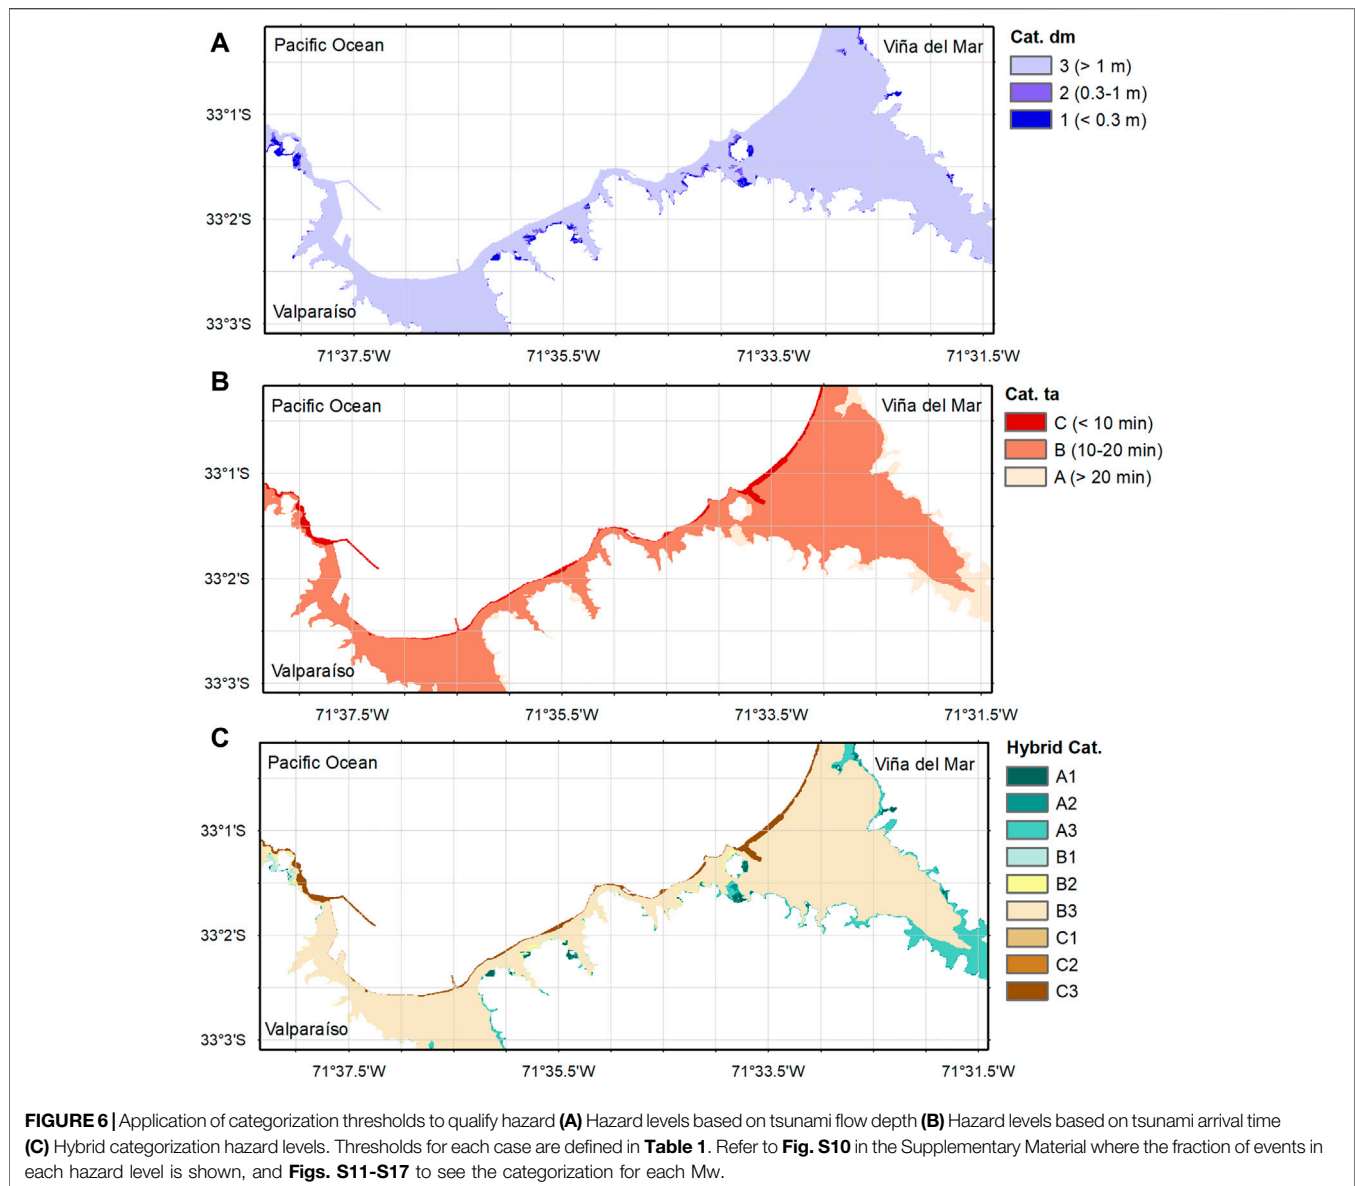 A
Pacific Ocean
Viña del Mar
Valparaíso
33°1'S
33°2'S
33°3'S
71°37.5'W
71°35.5'W
71°33.5'W
71°31.5'W
Cat. dm
3 (> 1 m)
2 (0.3-1 m)
1 (< 0.3 m)
B
Pacific Ocean
Viña del Mar
Valparaíso
33°1'S
33°2'S
33°3'S
71°37.5'W
71°35.5'W
71°33.5'W
71°31.5'W
Cat. ta
C (< 10 min)
B (10-20 min)
A (> 20 min)
C
Pacific Ocean
Viña del Mar
Valparaíso
33°1'S
33°2'S
33°3'S
71°37.5'W
71°35.5'W
71°33.5'W
71°31.5'W
Hybrid Cat.
A1
A2
A3
B1
B2
B3
C1
C2
C3
FIGURE 6 | Application of categorization thresholds to qualify hazard (A) Hazard levels based on tsunami flow depth (B) Hazard levels based on tsunami arrival time
(C) Hybrid categorization hazard levels. Thresholds for each case are defined in Table 1. Refer to Fig. S10 in the Supplementary Material where the fraction of events in
each hazard level is shown, and Figs. S11-S17 to see the categorization for each Mw.